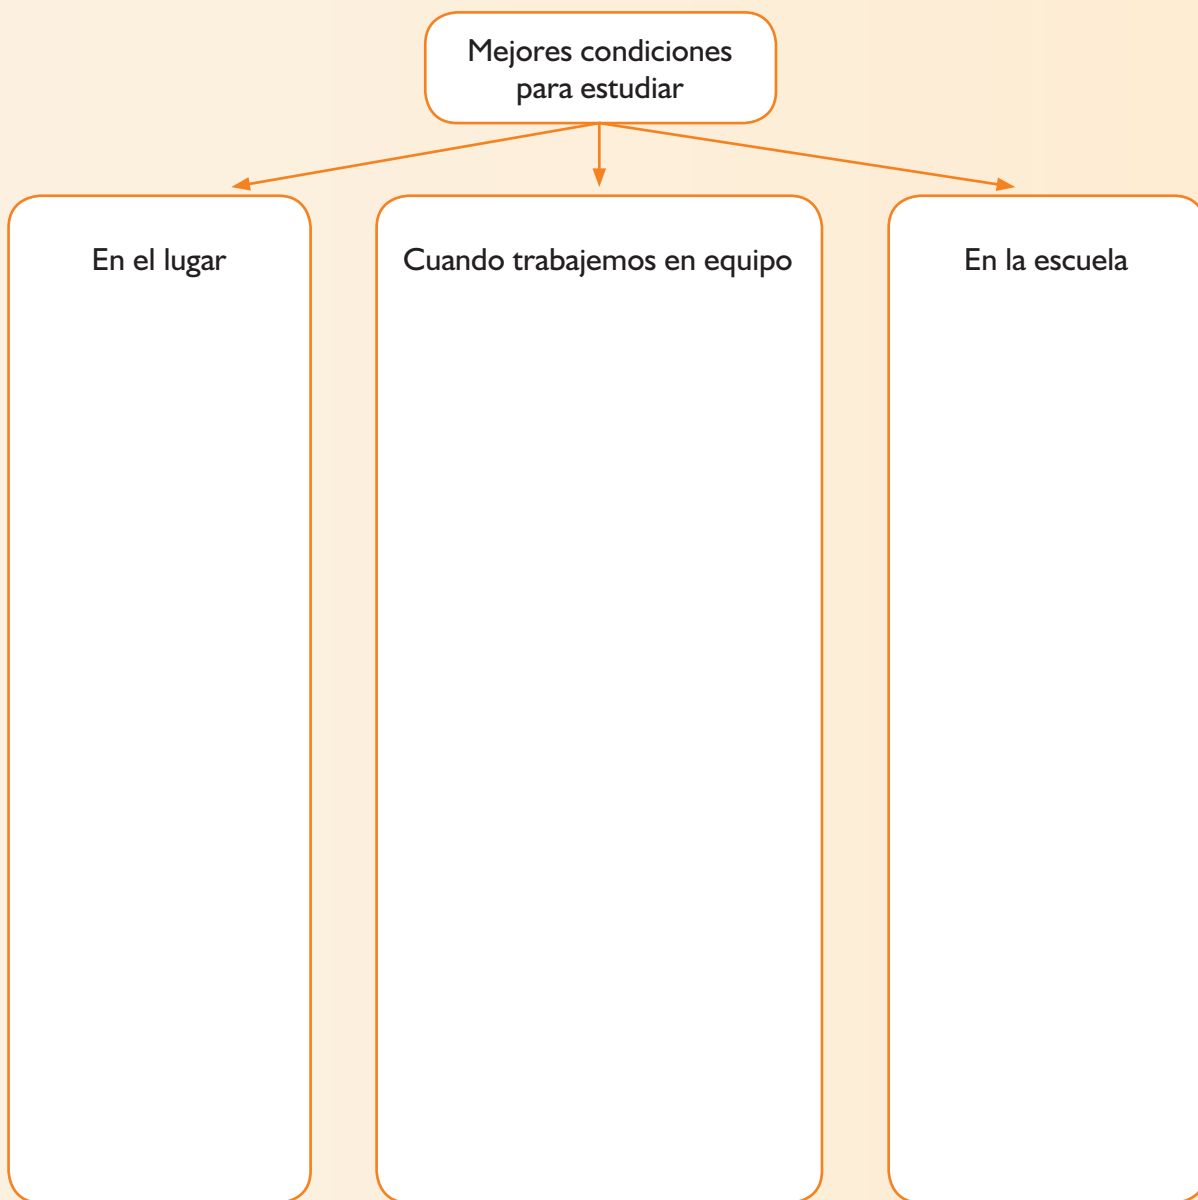 Mejores condiciones
para estudiar
En el lugar
Cuando trabajemos en equipo
En la escuela